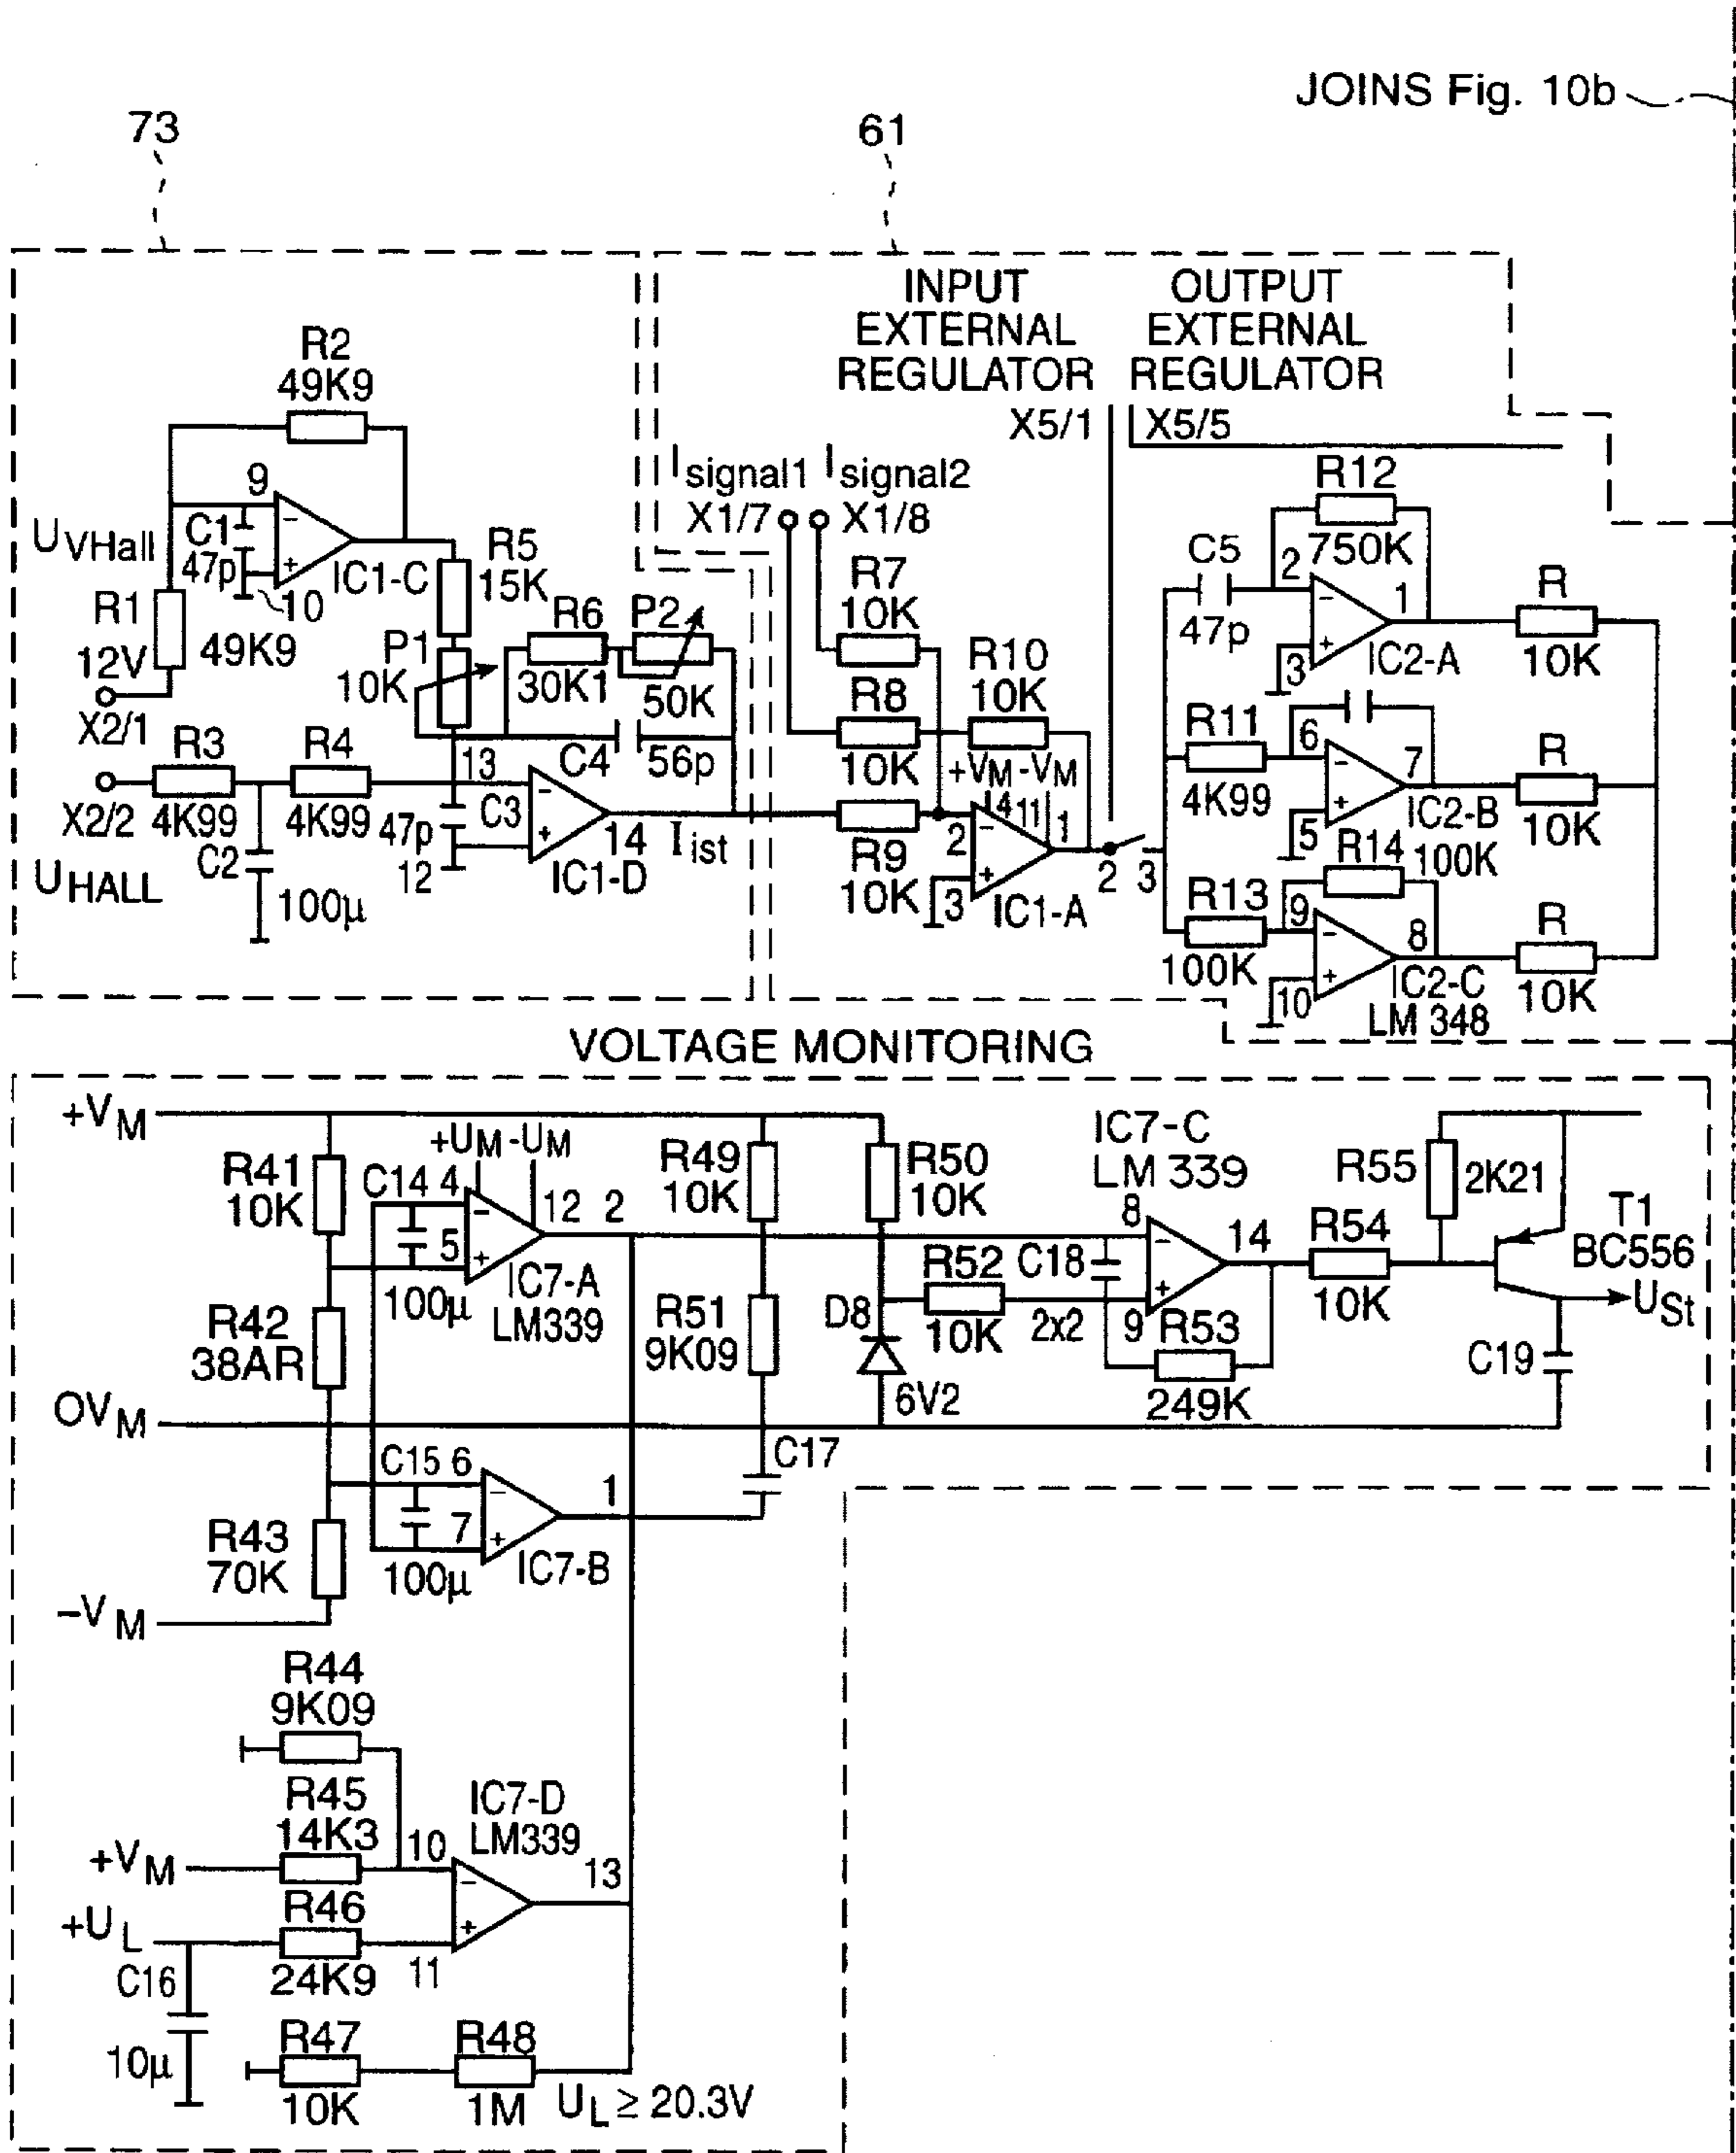 JOINS Fig. 10b
73
61
INPUT
EXTERNAL
REGULATOR
OUTPUT
EXTERNAL
REGULATOR
X5/1
X5/5
R2
49K9
9
C1
47p
10
IC1-C
UVHall
R1
49K9
12V
X2/1
R5
15K
P1
10K
R6
30K1
P2
50K
C4
56p
R3
4K99
R4
4K99
X2/2
UHALL
C2
100µ
13
C3
47p
12
14
IC1-D
Iist
Isignal1
X1/7
Isignal2
X1/8
R7
10K
R8
10K
R9
10K
R10
10K
+VM -VM
4
11
2
1
3
IC1-A
2
3
C5
47p
R12
750K
2
1
3
IC2-A
R
10K
R11
4K99
6
7
5
IC2-B
R
10K
R14
100K
R13
100K
9
8
10
IC2-C
LM 348
R
10K
VOLTAGE MONITORING
+VM
R41
10K
C14
4
+UM -UM
12
2
5
100µ
IC7-A
LM339
R42
38AR
OVM
C15
6
7
1
100µ
IC7-B
R43
70K
-VM
R49
10K
R51
9K09
C17
R50
10K
D8
6V2
R52
10K
2x2
C18
IC7-C
LM 339
8
9
14
R53
249K
R54
10K
R55
2K21
T1
BC556
USt
C19
R44
9K09
R45
14K3
+VM
10
IC7-D
LM339
13
+UL
R46
24K9
11
C16
10µ
R47
10K
R48
1M
UL ≥ 20.3V